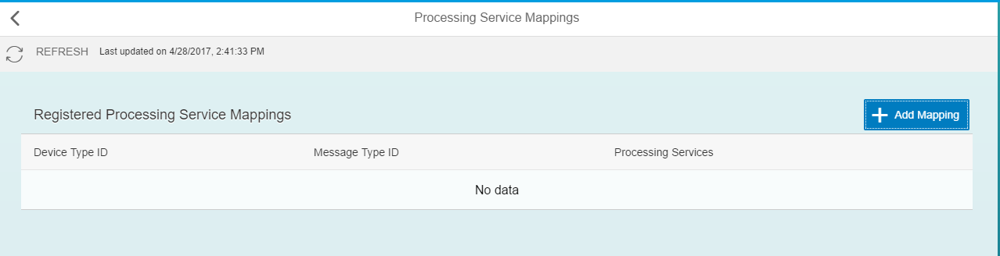 Processing Service Mappings
REFRESH Last updated on 4/28/2017, 2:41:33 PM
Registered Processing Service Mappings
Add Mapping
Device Type ID Message Type ID Processing Services
No data